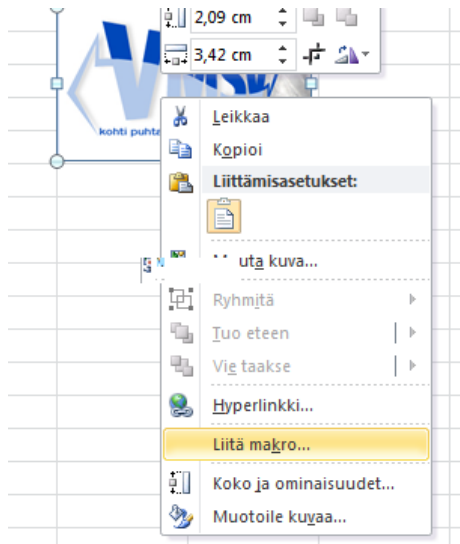 2,09 cm
3,42 cm
kohti puhta
Leikkaa
Kopioi
Liittämisasetukset:
uta kuva...
Ryhmitä
Tuo eteen
Vie taakse
Hyperlinkki...
Liitä makro...
Koko ja ominaisuudet...
Muotoile kuvaa...